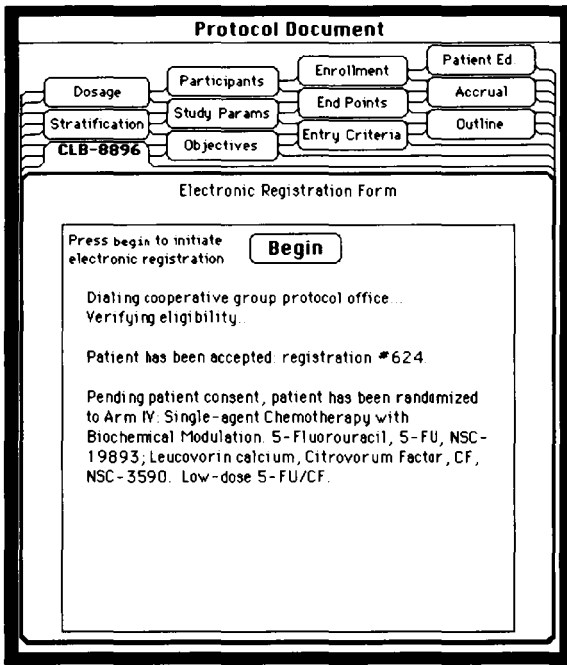 Protocol Document
Patient Ed.
Enrollment
Participants
Dosage
Accrual
End Points
Study Params
Stratification
Outline
Entry Criteria
Objectives
CLB-8896
Electronic Registration Form
Press begin to initiate
electronic registration
Begin
Dialing cooperative group protocol office...
Verifying eligibility..
Patient has been accepted: registration #624.
Pending patient consent, patient has been randomized
to Arm IV: Single-agent Chemotherapy with
Biochemical Modulation. 5-Fluorouracil, 5-FU, NSC-
19893; Leucovorin calcium, Citrovorum Factor, CF,
NSC-3590. Low-dose 5-FU/CF.